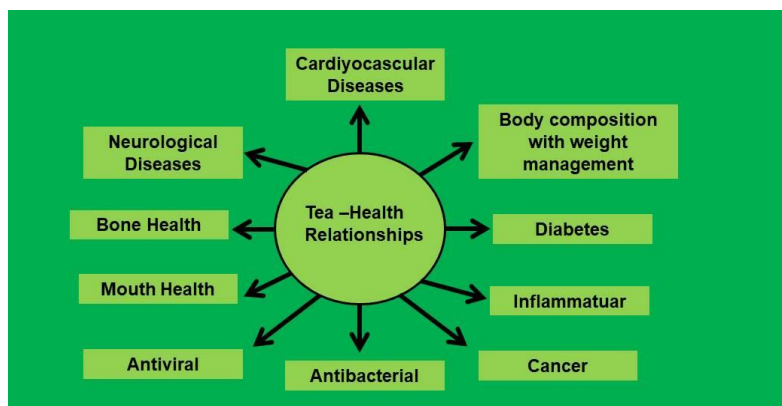 Cardiyocascular
Diseases
Body composition
with weight
management
Neurological
Diseases
Tea –Health
Relationships
Bone Health
Diabetes
Mouth Health
Inflammatuar
Antiviral
Antibacterial
Cancer